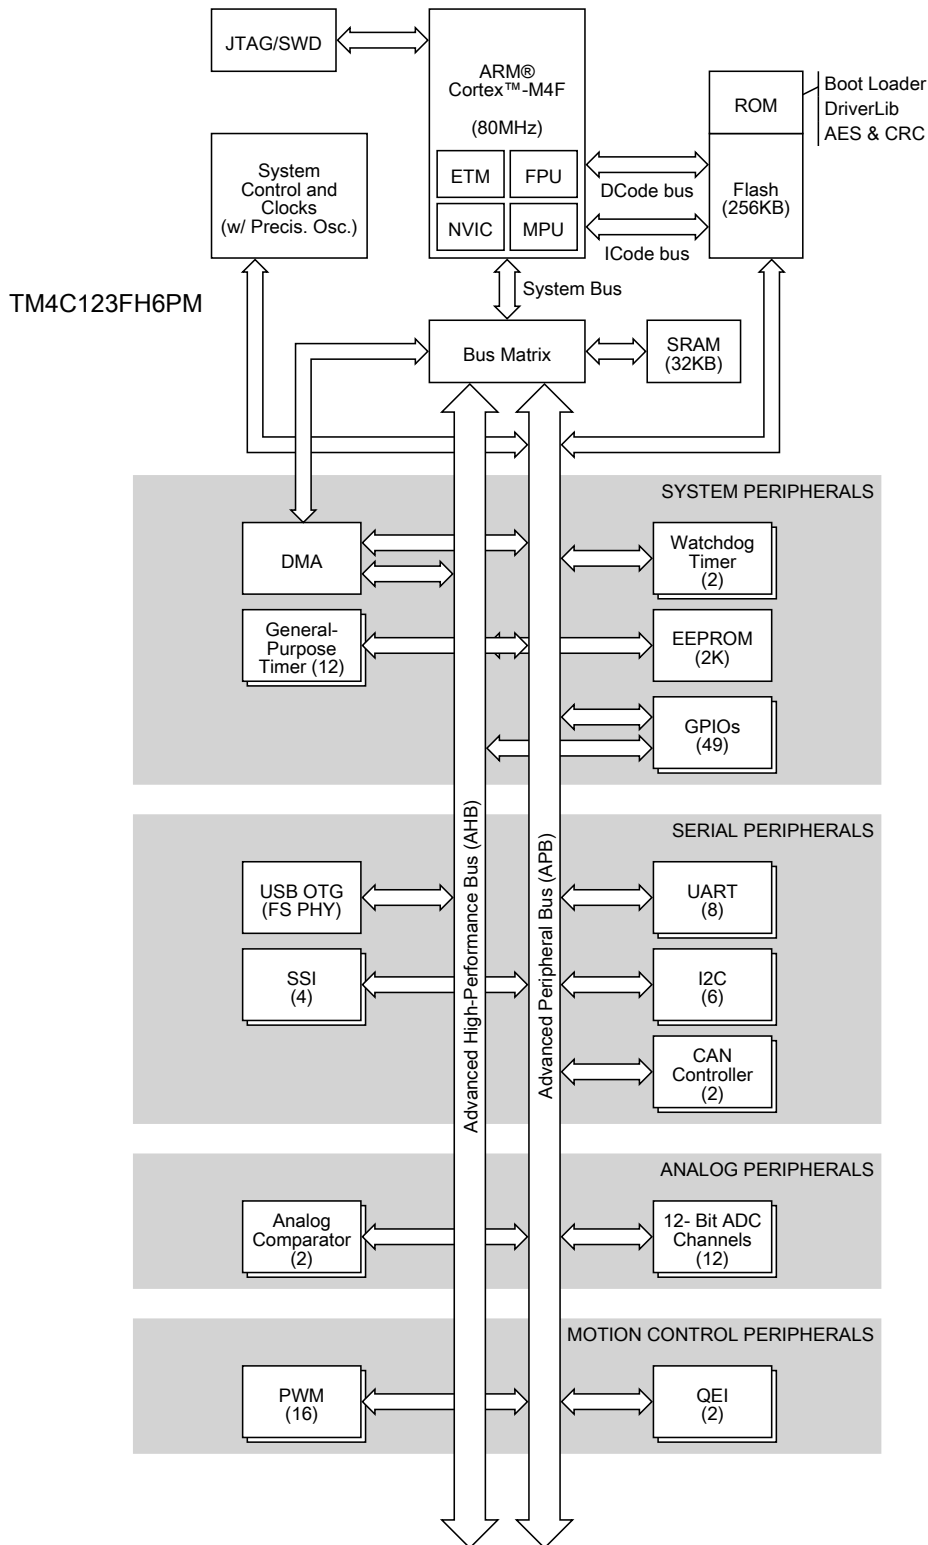 JTAG/SWD
ARM®
Cortex™-M4F
(80MHz)
ETM
FPU
NVIC
MPU
ROM
Boot Loader
DriverLib
AES & CRC
Flash
(256KB)
DCode bus
ICode bus
System
Control and
Clocks
(w/ Precis. Osc.)
TM4C123FH6PM
System Bus
Bus Matrix
SRAM
(32KB)
SYSTEM PERIPHERALS
DMA
Watchdog
Timer
(2)
General-
Purpose
Timer (12)
EEPROM
(2K)
GPIOs
(49)
Advanced High-Performance Bus (AHB)
Advanced Peripheral Bus (APB)
SERIAL PERIPHERALS
USB OTG
(FS PHY)
UART
(8)
SSI
(4)
I2C
(6)
CAN
Controller
(2)
ANALOG PERIPHERALS
Analog
Comparator
(2)
12- Bit ADC
Channels
(12)
MOTION CONTROL PERIPHERALS
PWM
(16)
QEI
(2)